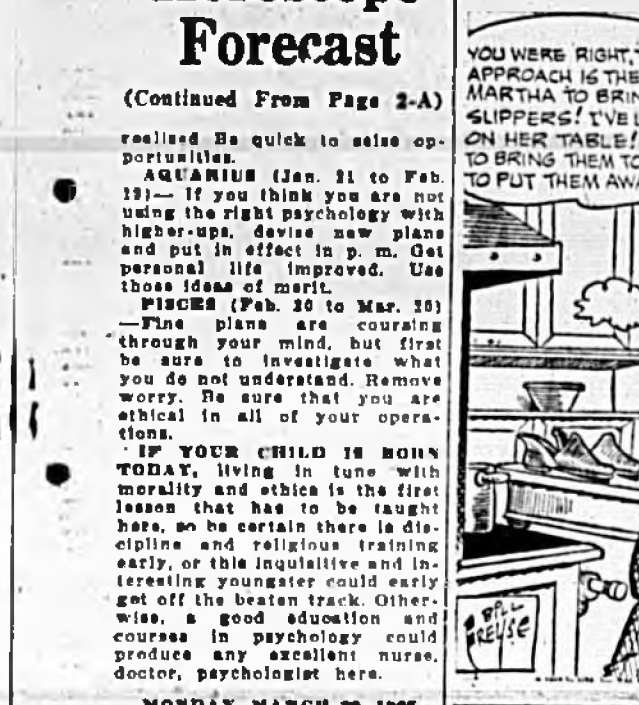 Forecast
(Continued From Page 2-A)
realised Be quick to seise op-
portunities.
AQUARIUS (Jan. 21 to Feb.
19)— If you think you are not
using the right psychology with
higher-ups, devise new plans
and put in effect in p. m. Get
personal life improved. Use
those ideas of merit.
PISCES (Feb. 20 to Mar. 20)
—Fine plans are coursing
through your mind, but first
be sure to investigate what
you do not understand. Remove
worry. Be sure that you are
ethical in all of your opera-
tions.
IF YOUR CHILD IS BORN
TODAY, living in tune with
morality and ethics is the first
lesson that has to be taught
here, so be certain there is dis-
cipline and religious training
early, or this inquisitive and in-
teresting youngster could early
get off the beaten track. Other-
wise, a good education and
courses in psychology could
produce any excellent nurse,
doctor, psychologist here.
MONDAY, MARCH
YOU WERE RIGHT,
APPROACH IS THE
MARTHA TO BRIN
SLIPPERS! I'VE L
ON HER TABLE!
TO BRING THEM TO
TO PUT THEM AWA
BILL
FREYSE